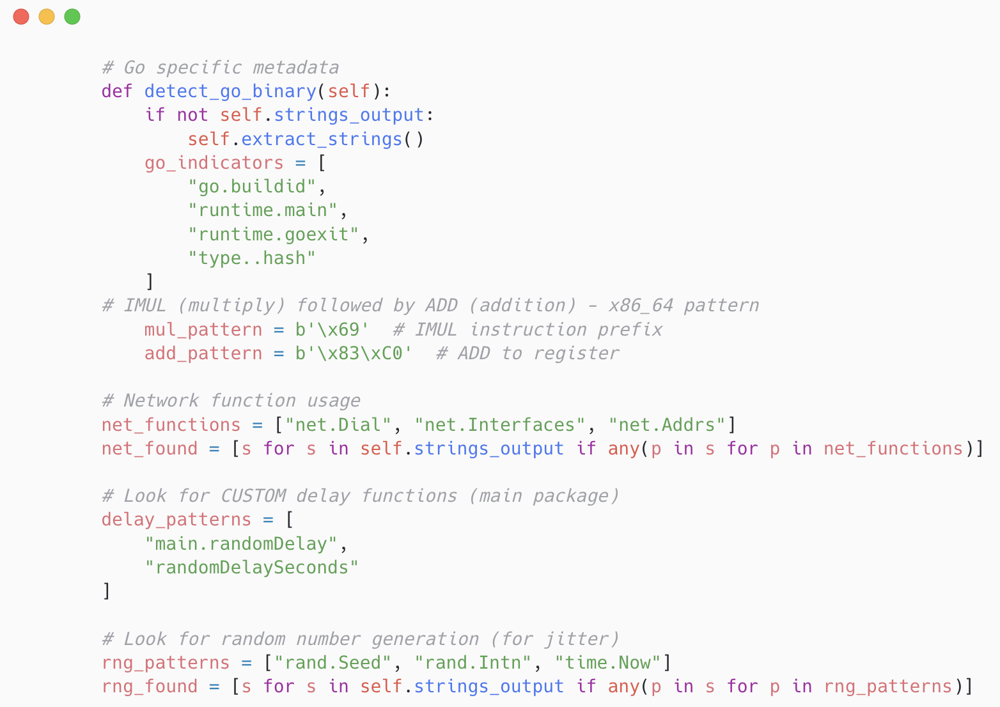 # Go specific metadata
def detect_go_binary(self):
if not self.strings_output:
self.extract_strings()
go_indicators = [
"go.buildid",
"runtime.main",
"runtime.goexit",
"type..hash"
]
# IMUL (multiply) followed by ADD (addition) - x86_64 pattern
mul_pattern = b'\x69'  # IMUL instruction prefix
add_pattern = b'\x83\xC0'  # ADD to register
# Network function usage
net_functions = ["net.Dial", "net.Interfaces", "net.Addrs"]
net_found = [s for s in self.strings_output if any(p in s for p in net_functions)]
# Look for CUSTOM delay functions (main package)
delay_patterns = [
"main.randomDelay",
"randomDelaySeconds"
]
# Look for random number generation (for jitter)
rng_patterns = ["rand.Seed", "rand.Intn", "time.Now"]
rng_found = [s for s in self.strings_output if any(p in s for p in rng_patterns)]